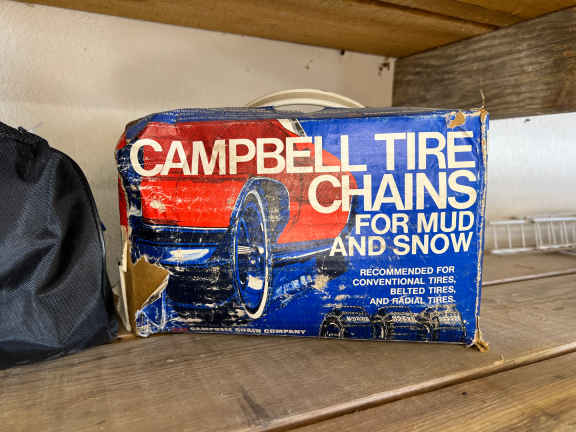 CAMPBELL TIRE
CHAINS
FOR MUD
AND SNOW
RECOMMENDED FOR
CONVENTIONAL TIRES,
BELTED TIRES,
AND RADIAL TIRES.
CAMPBELL CHAIN COMPANY